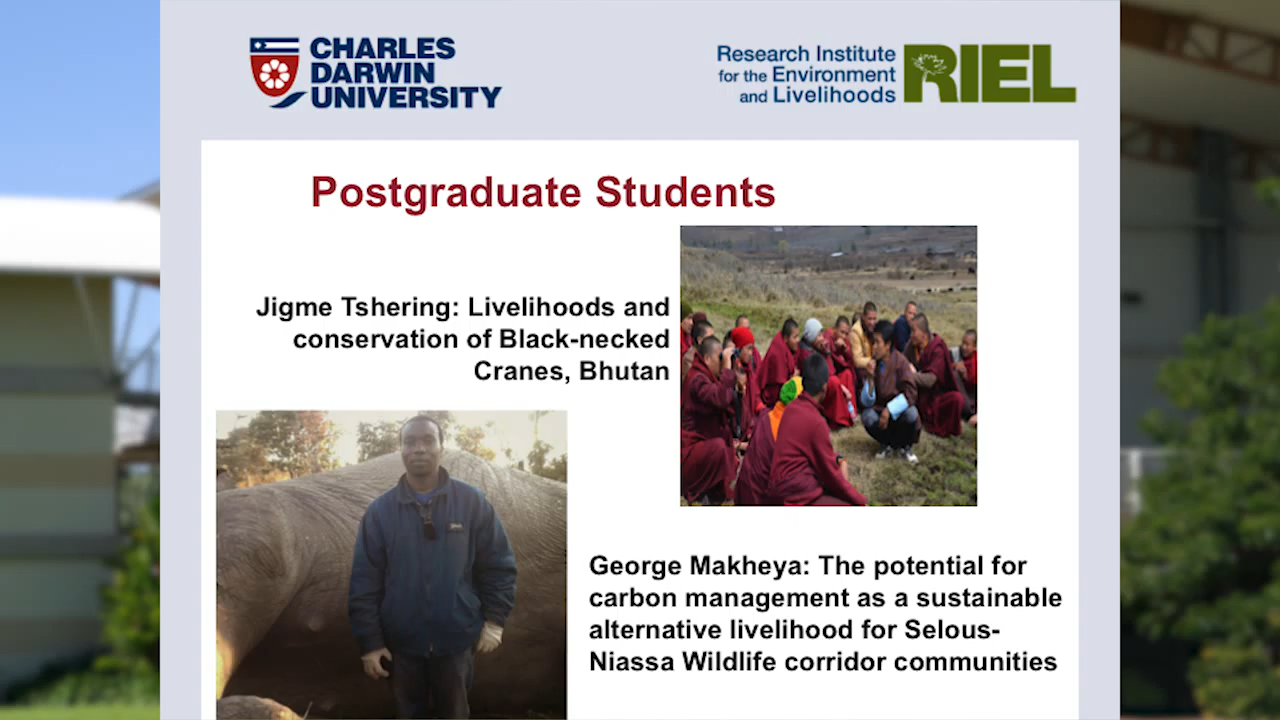 CHARLES
DARWIN
UNIVERSITY
Research Institute
for the Environment
and Livelihoods
RIEL
Postgraduate Students
Jigme Tshering: Livelihoods and
conservation of Black-necked
Cranes, Bhutan
George Makheya: The potential for
carbon management as a sustainable
alternative livelihood for Selous-
Niassa Wildlife corridor communities